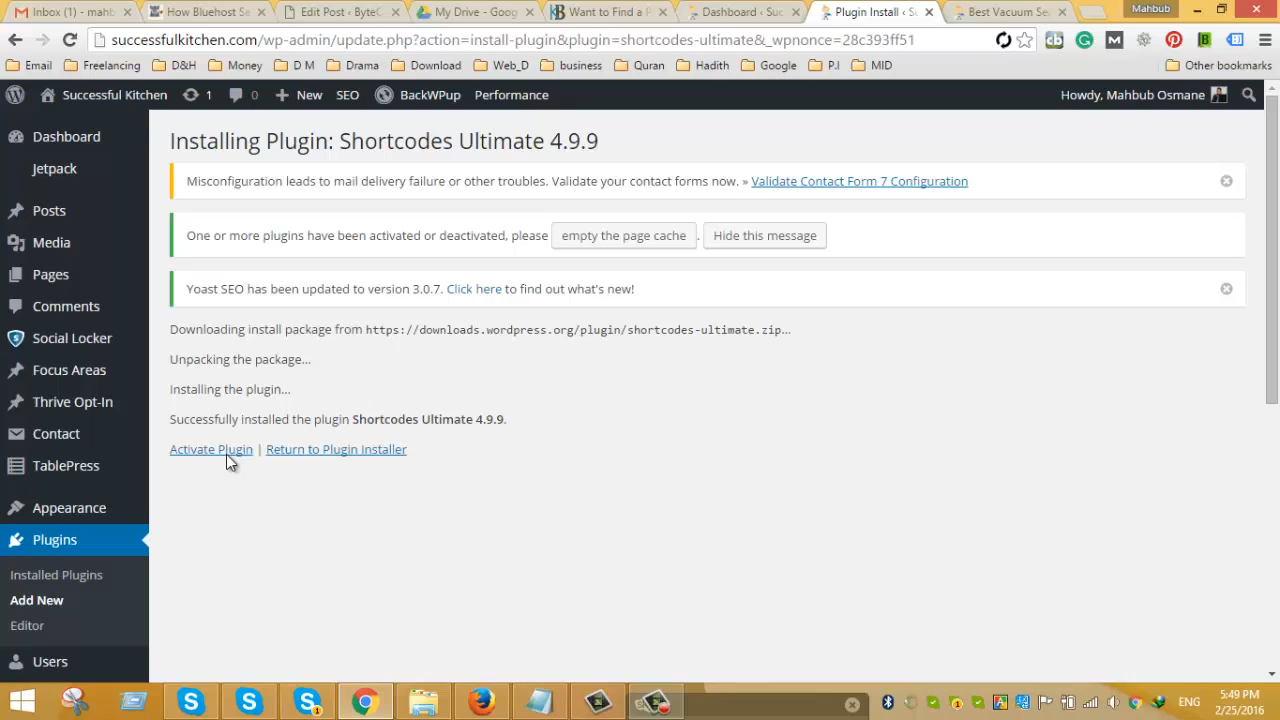 Inbox (1) - mahb
How Bluehost Se
Edit Post ‹ ByteC
My Drive - Goog
Want to Find a P
Dashboard ‹ Suc
Plugin Install ‹ S
Best Vacuum Se
Mahbub
successfulkitchen.com/wp-admin/update.php?action=install-plugin&plugin=shortcodes-ultimate&_wpnonce=28c393ff51
Email Freelancing D&H Money D M Drama Download Web_D business Quran Hadith Google P.I MID Other bookmarks
Successful Kitchen 1 0 New SEO BackWPup Performance Howdy, Mahbub Osmane
Dashboard
Jetpack
Posts
Media
Pages
Comments
Social Locker
Focus Areas
Thrive Opt-In
Contact
TablePress
Appearance
Plugins
Installed Plugins
Add New
Editor
Users
Installing Plugin: Shortcodes Ultimate 4.9.9
Misconfiguration leads to mail delivery failure or other troubles. Validate your contact forms now. » Validate Contact Form 7 Configuration
One or more plugins have been activated or deactivated, please empty the page cache . Hide this message
Yoast SEO has been updated to version 3.0.7. Click here to find out what's new!
Downloading install package from https://downloads.wordpress.org/plugin/shortcodes-ultimate.zip…
Unpacking the package…
Installing the plugin…
Successfully installed the plugin Shortcodes Ultimate 4.9.9.
Activate Plugin | Return to Plugin Installer
ENG
5:49 PM
2/25/2016